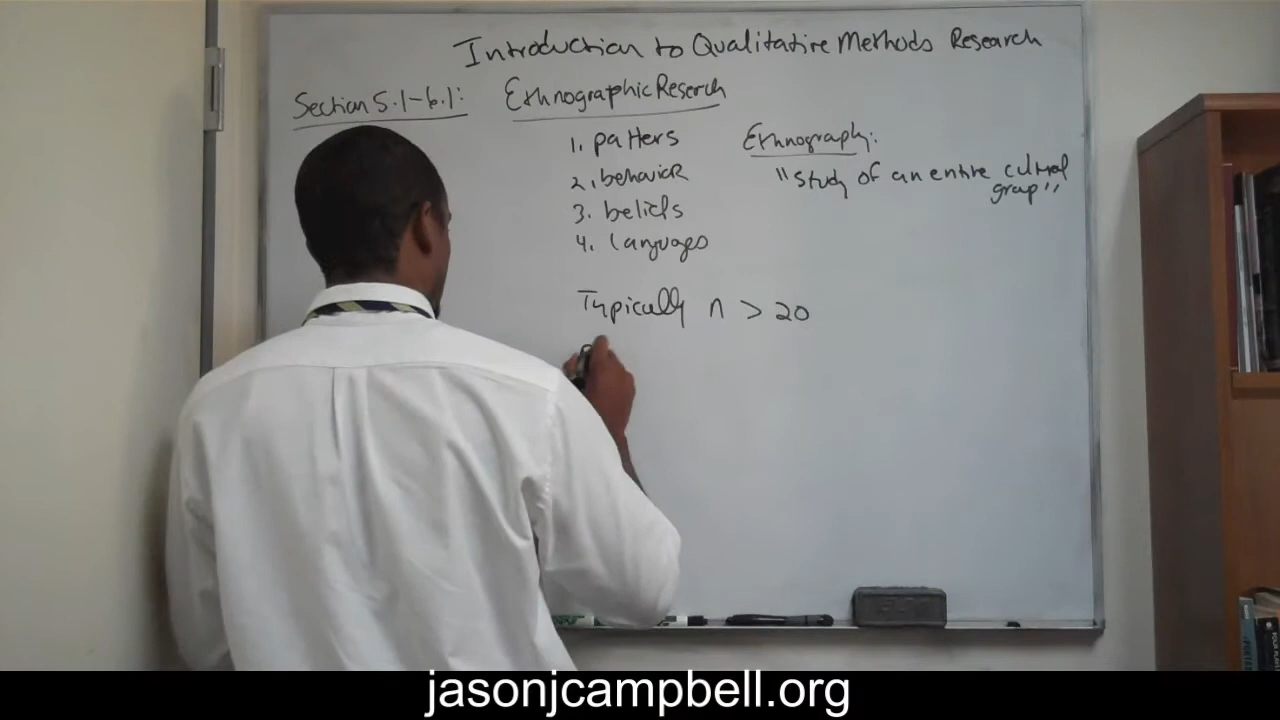 Introduction to Qualitative Methods Research
Section 5.1-6.1:
Ethnographic Reserch
1. patters
2. behavior
3. beliefs
4. languages
Ethnography:
"Study of an entire cultural
group"
Typically n > 20
jasonjcampbell.org